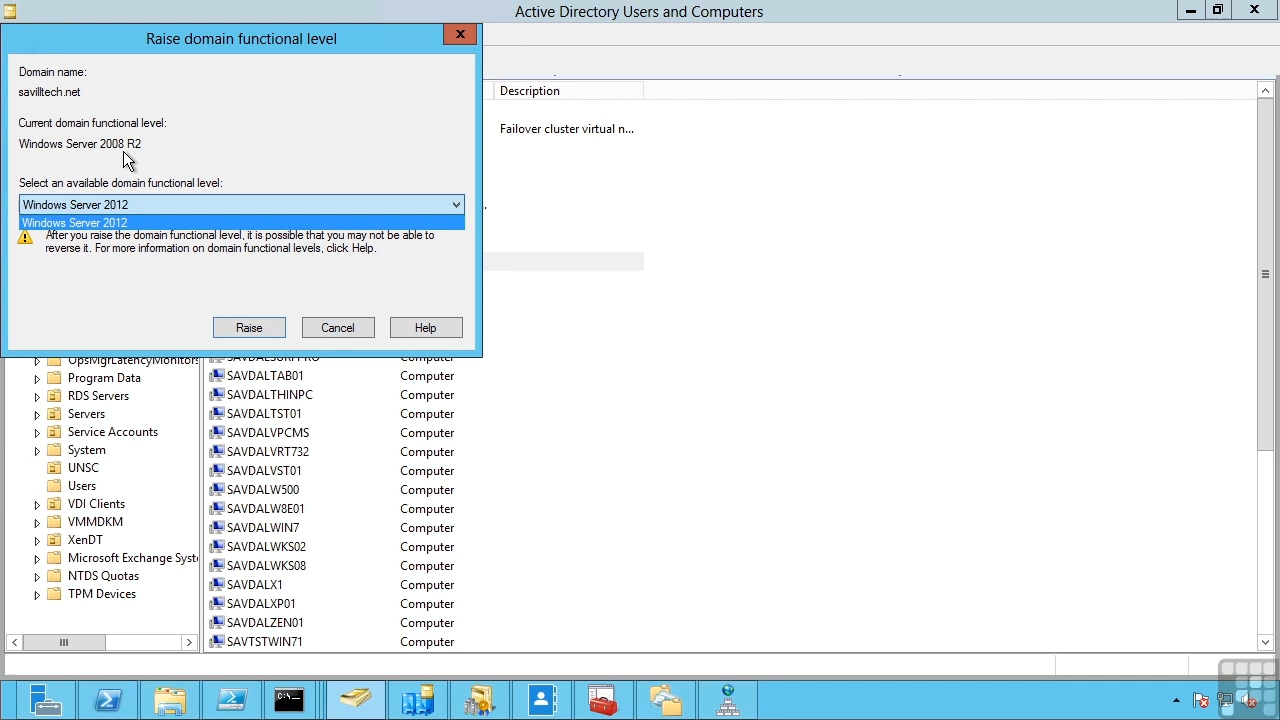 Active Directory Users and Computers
Raise domain functional level
Domain name:
savilltech.net
Current domain functional level:
Windows Server 2008 R2
Select an available domain functional level:
Windows Server 2012
Windows Server 2012
After you raise the domain functional level, it is possible that you may not be able to
reverse it. For more information on domain functional levels, click Help.
Raise
Cancel
Help
Description
Failover cluster virtual n...
OpsMgrLatencyMonitors
Program Data
RDS Servers
Servers
Service Accounts
System
UNSC
Users
VDI Clients
VMMDKM
XenDT
Microsoft Exchange Syste
NTDS Quotas
TPM Devices
SAVDALTAB01 Computer
SAVDALTHINPC Computer
SAVDALTST01 Computer
SAVDALVPCMS Computer
SAVDALVRT732 Computer
SAVDALVST01 Computer
SAVDALW500 Computer
SAVDALW8E01 Computer
SAVDALWIN7 Computer
SAVDALWKS02 Computer
SAVDALWKS08 Computer
SAVDALX1 Computer
SAVDALXP01 Computer
SAVDALZEN01 Computer
SAVTSTWIN71 Computer